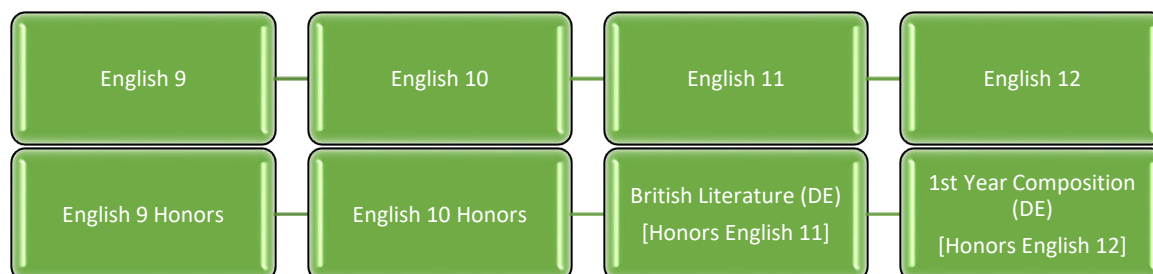 English 9
English 10
English 11
English 12
English 9 Honors
English 10 Honors
British Literature (DE)
[Honors English 11]
1st Year Composition
(DE)
[Honors English 12]